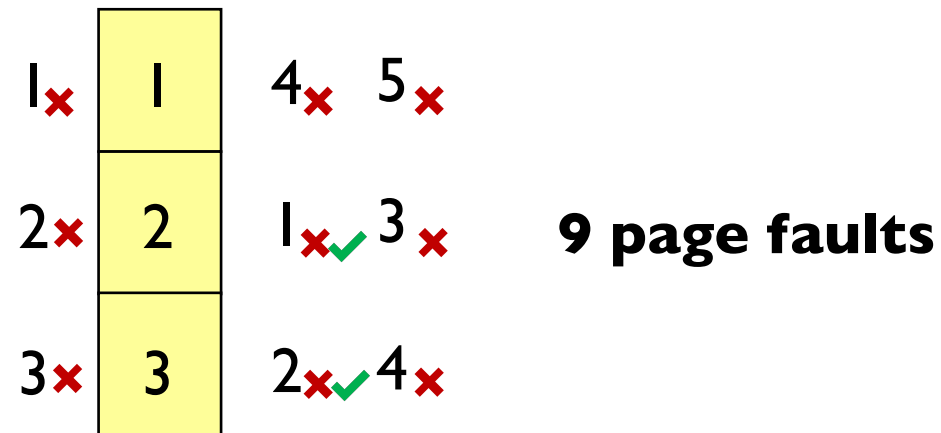 1❌ 1 4❌ 5❌
2❌ 2 1❌✓ 3❌ 9 page faults
3❌ 3 2❌✓ 4❌